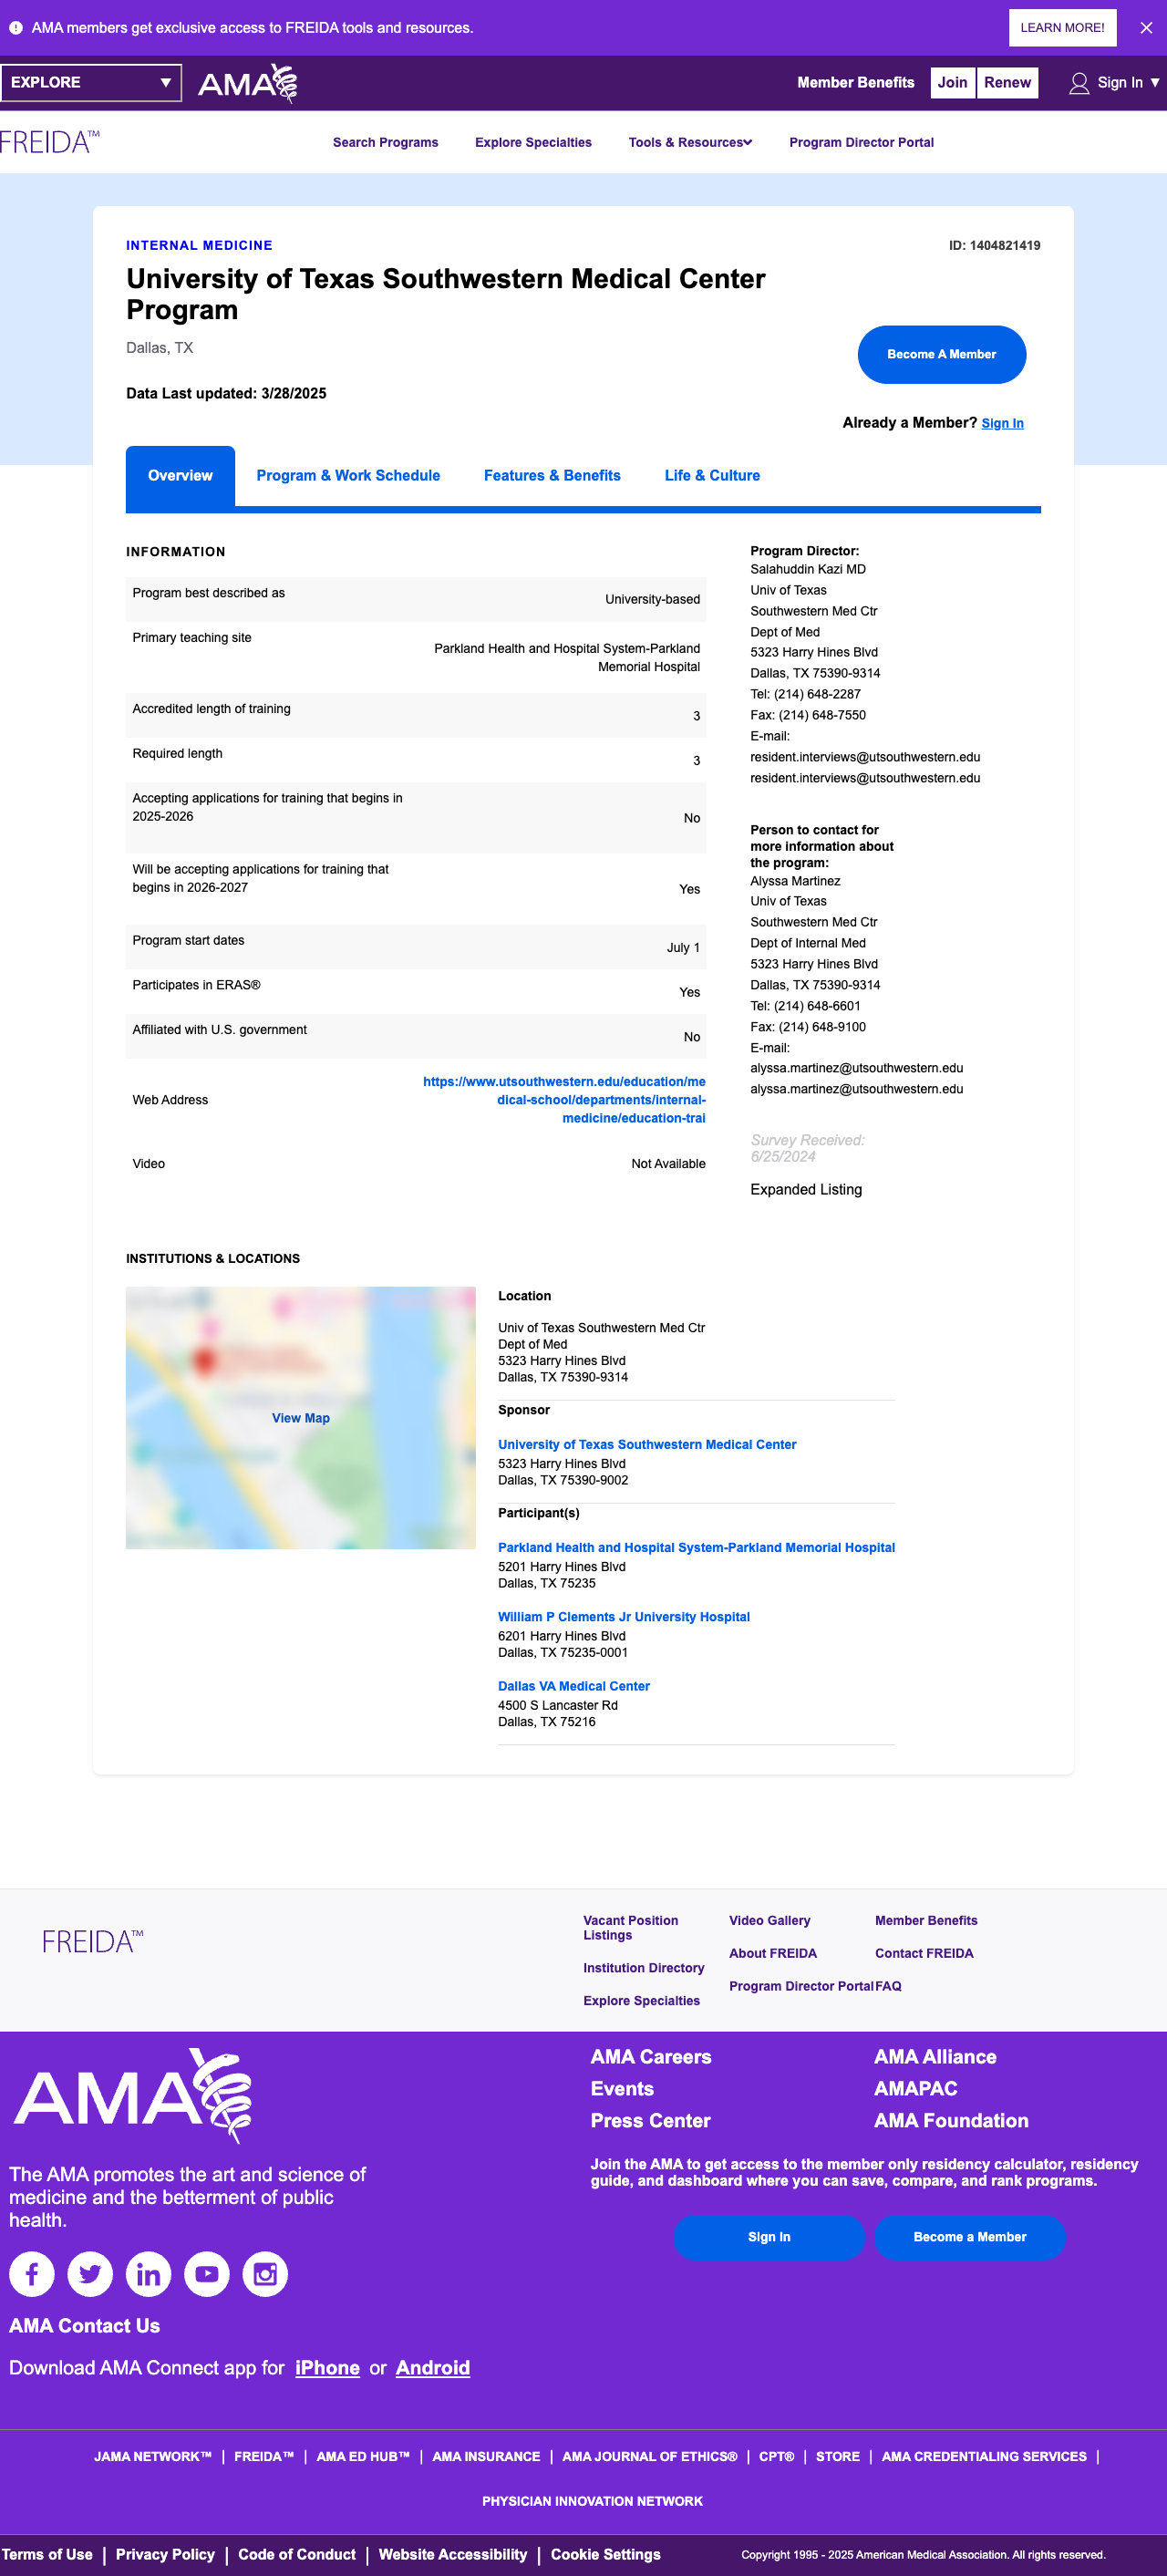 AMA members get exclusive access to FREIDA tools and resources.
LEARN MORE!
EXPLORE
AMA
Member Benefits
Join
Renew
Sign In
FREIDA™
Search Programs
Explore Specialties
Tools & Resources
Program Director Portal
INTERNAL MEDICINE
ID: 1404821419
University of Texas Southwestern Medical Center
Program
Dallas, TX
Become A Member
Data Last updated: 3/28/2025
Already a Member? Sign In
Overview
Program & Work Schedule
Features & Benefits
Life & Culture
INFORMATION
Program best described as
University-based
Primary teaching site
Parkland Health and Hospital System-Parkland
Memorial Hospital
Accredited length of training
3
Required length
3
Accepting applications for training that begins in
2025-2026
No
Will be accepting applications for training that
begins in 2026-2027
Yes
Program start dates
July 1
Participates in ERAS®
Yes
Affiliated with U.S. government
No
Web Address
https://www.utsouthwestern.edu/education/me
dical-school/departments/internal-
medicine/education-trai
Video
Not Available
Program Director:
Salahuddin Kazi MD
Univ of Texas
Southwestern Med Ctr
Dept of Med
5323 Harry Hines Blvd
Dallas, TX 75390-9314
Tel: (214) 648-2287
Fax: (214) 648-7550
E-mail:
resident.interviews@utsouthwestern.edu
resident.interviews@utsouthwestern.edu
Person to contact for
more information about
the program:
Alyssa Martinez
Univ of Texas
Southwestern Med Ctr
Dept of Internal Med
5323 Harry Hines Blvd
Dallas, TX 75390-9314
Tel: (214) 648-6601
Fax: (214) 648-9100
E-mail:
alyssa.martinez@utsouthwestern.edu
alyssa.martinez@utsouthwestern.edu
Survey Received:
6/25/2024
Expanded Listing
INSTITUTIONS & LOCATIONS
View Map
Location
Univ of Texas Southwestern Med Ctr
Dept of Med
5323 Harry Hines Blvd
Dallas, TX 75390-9314
Sponsor
University of Texas Southwestern Medical Center
5323 Harry Hines Blvd
Dallas, TX 75390-9002
Participant(s)
Parkland Health and Hospital System-Parkland Memorial Hospital
5201 Harry Hines Blvd
Dallas, TX 75235
William P Clements Jr University Hospital
6201 Harry Hines Blvd
Dallas, TX 75235-0001
Dallas VA Medical Center
4500 S Lancaster Rd
Dallas, TX 75216
FREIDA™
Vacant Position
Listings
Institution Directory
Explore Specialties
Video Gallery
About FREIDA
Program Director Portal
Member Benefits
Contact FREIDA
FAQ
AMA
The AMA promotes the art and science of
medicine and the betterment of public
health.
AMA Contact Us
Download AMA Connect app for iPhone or Android
AMA Careers
Events
Press Center
AMA Alliance
AMAPAC
AMA Foundation
Join the AMA to get access to the member only residency calculator, residency
guide, and dashboard where you can save, compare, and rank programs.
Sign In
Become a Member
JAMA NETWORK™ | FREIDA™ | AMA ED HUB™ | AMA INSURANCE | AMA JOURNAL OF ETHICS® | CPT® | STORE | AMA CREDENTIALING SERVICES |
PHYSICIAN INNOVATION NETWORK
Terms of Use | Privacy Policy | Code of Conduct | Website Accessibility | Cookie Settings
Copyright 1995 - 2025 American Medical Association. All rights reserved.